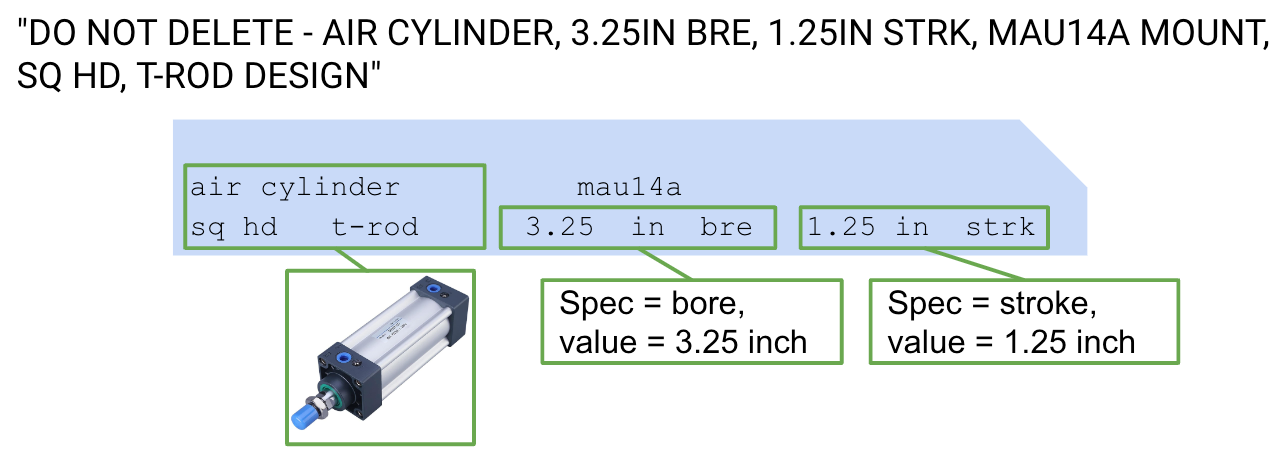 "DO NOT DELETE - AIR CYLINDER, 3.25IN BRE, 1.25IN STRK, MAU14A MOUNT,
SQ HD, T-ROD DESIGN"
air cylinder mau14a
sq hd t-rod 3.25 in bre 1.25 in strk
Spec = bore,
value = 3.25 inch
Spec = stroke,
value = 1.25 inch